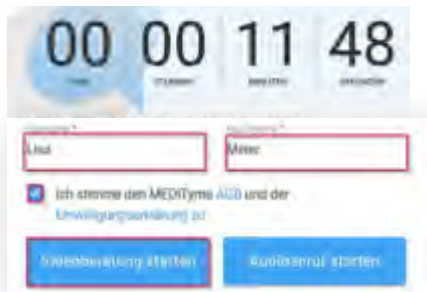 00 00 11 48
Lisa Meier
Ich stimme den MEDITyme AGB und der
Einwilligungserklärung zu
Videoberatung starten Audioanruf starten